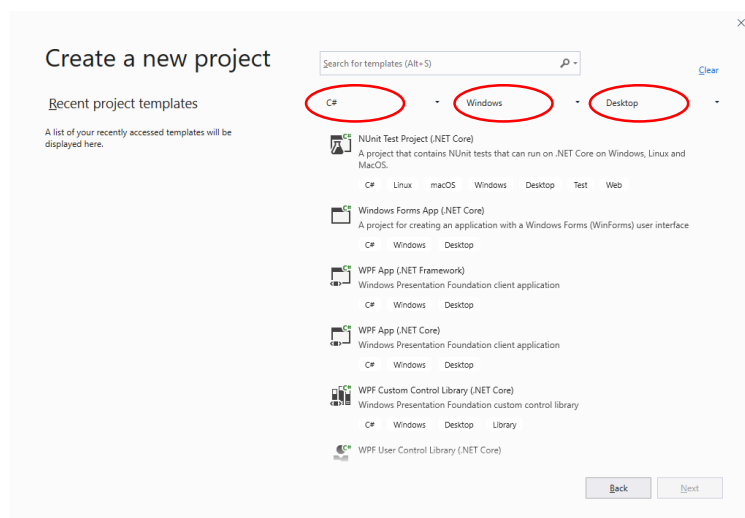 Create a new project
Search for templates (Alt+S)
Clear
Recent project templates
C# Windows Desktop
A list of your recently accessed templates will be
displayed here.
C#
NUnit Test Project (.NET Core)
A project that contains NUnit tests that can run on .NET Core on Windows, Linux and
MacOS.
C# Linux macOS Windows Desktop Test Web
C#
Windows Forms App (.NET Core)
A project for creating an application with a Windows Forms (WinForms) user interface
C# Windows Desktop
C#
WPF App (.NET Framework)
Windows Presentation Foundation client application
C# Windows Desktop
C#
WPF App (.NET Core)
Windows Presentation Foundation client application
C# Windows Desktop
C#
WPF Custom Control Library (.NET Core)
Windows Presentation Foundation custom control library
C# Windows Desktop Library
C#
WPF User Control Library (.NET Core)
Back Next